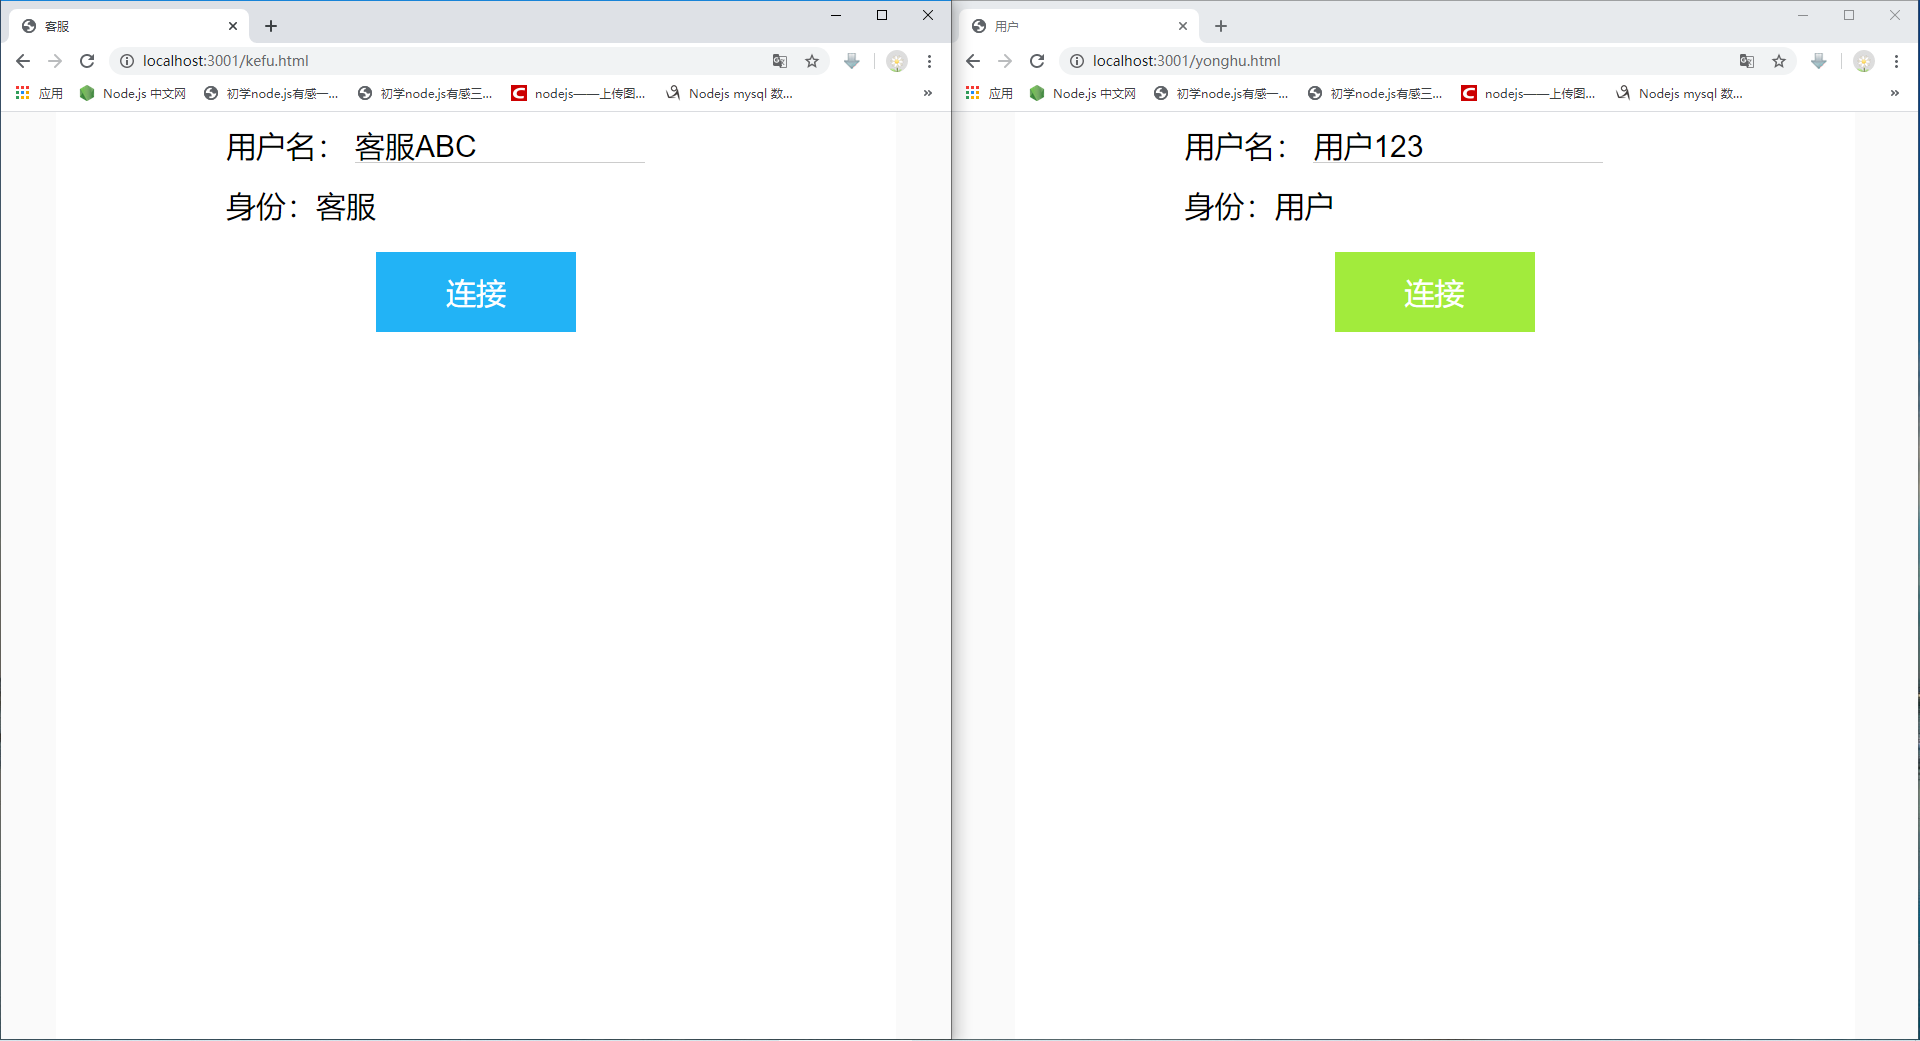 客服
localhost:3001/kefu.html
应用 Node.js 中文网 初学node.js有感一... 初学node.js有感三... nodejs——上传图... Nodejs mysql 数... »
用户名： 客服ABC
身份：客服
连接
用户
localhost:3001/yonghu.html
应用 Node.js 中文网 初学node.js有感一... 初学node.js有感三... nodejs——上传图... Nodejs mysql 数... »
用户名： 用户123
身份：用户
连接